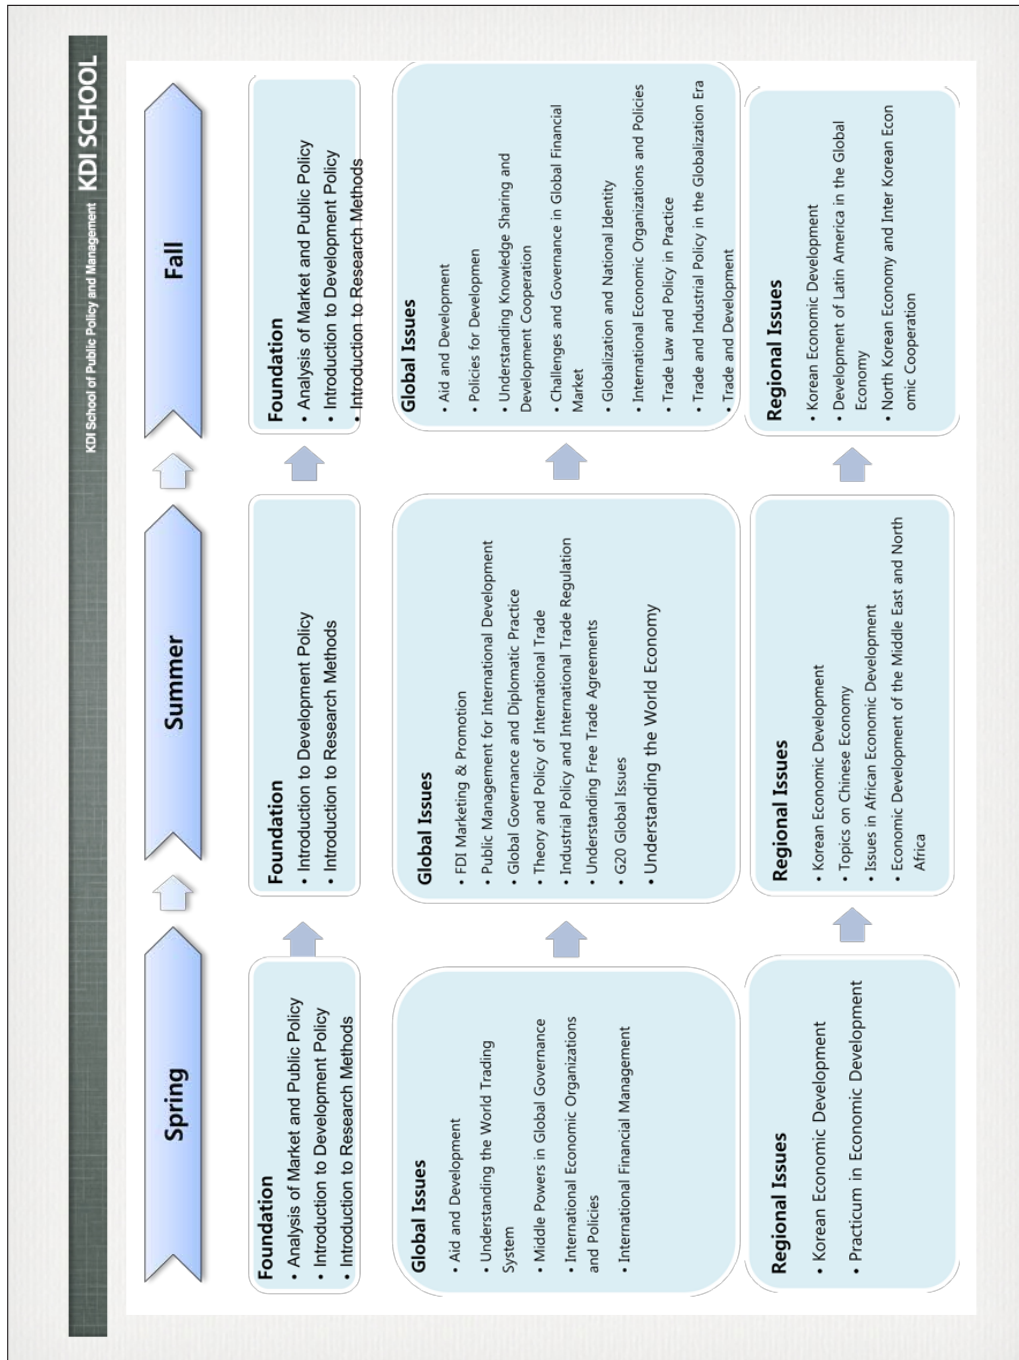 KDI School of Public Policy and Management KDI SCHOOL
Spring
Summer
Fall
Foundation
• Analysis of Market and Public Policy
• Introduction to Development Policy
• Introduction to Research Methods
Foundation
• Introduction to Development Policy
• Introduction to Research Methods
Foundation
• Analysis of Market and Public Policy
• Introduction to Development Policy
• Introduction to Research Methods
Global Issues
• Aid and Development
• Understanding the World Trading
System
• Middle Powers in Global Governance
• International Economic Organizations
and Policies
• International Financial Management
Global Issues
• FDI Marketing & Promotion
• Public Management for International Development
• Global Governance and Diplomatic Practice
• Theory and Policy of International Trade
• Industrial Policy and International Trade Regulation
• Understanding Free Trade Agreements
• G20 Global Issues
• Understanding the World Economy
Global Issues
• Aid and Development
• Policies for Developmen
• Understanding Knowledge Sharing and
Development Cooperation
• Challenges and Governance in Global Financial
Market
• Globalization and National Identity
• International Economic Organizations and Policies
• Trade Law and Policy in Practice
• Trade and Industrial Policy in the Globalization Era
• Trade and Development
Regional Issues
• Korean Economic Development
• Practicum in Economic Development
Regional Issues
• Korean Economic Development
• Topics on Chinese Economy
• Issues in African Economic Development
• Economic Development of the Middle East and North
Africa
Regional Issues
• Korean Economic Development
• Development of Latin America in the Global
Economy
• North Korean Economy and Inter Korean Econ
omic Cooperation